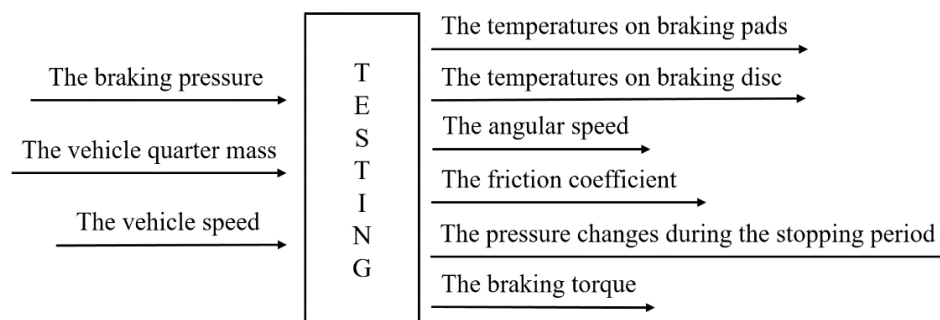 The braking pressure
The vehicle quarter mass
The vehicle speed
TESTING
The temperatures on braking pads
The temperatures on braking disc
The angular speed
The friction coefficient
The pressure changes during the stopping period
The braking torque